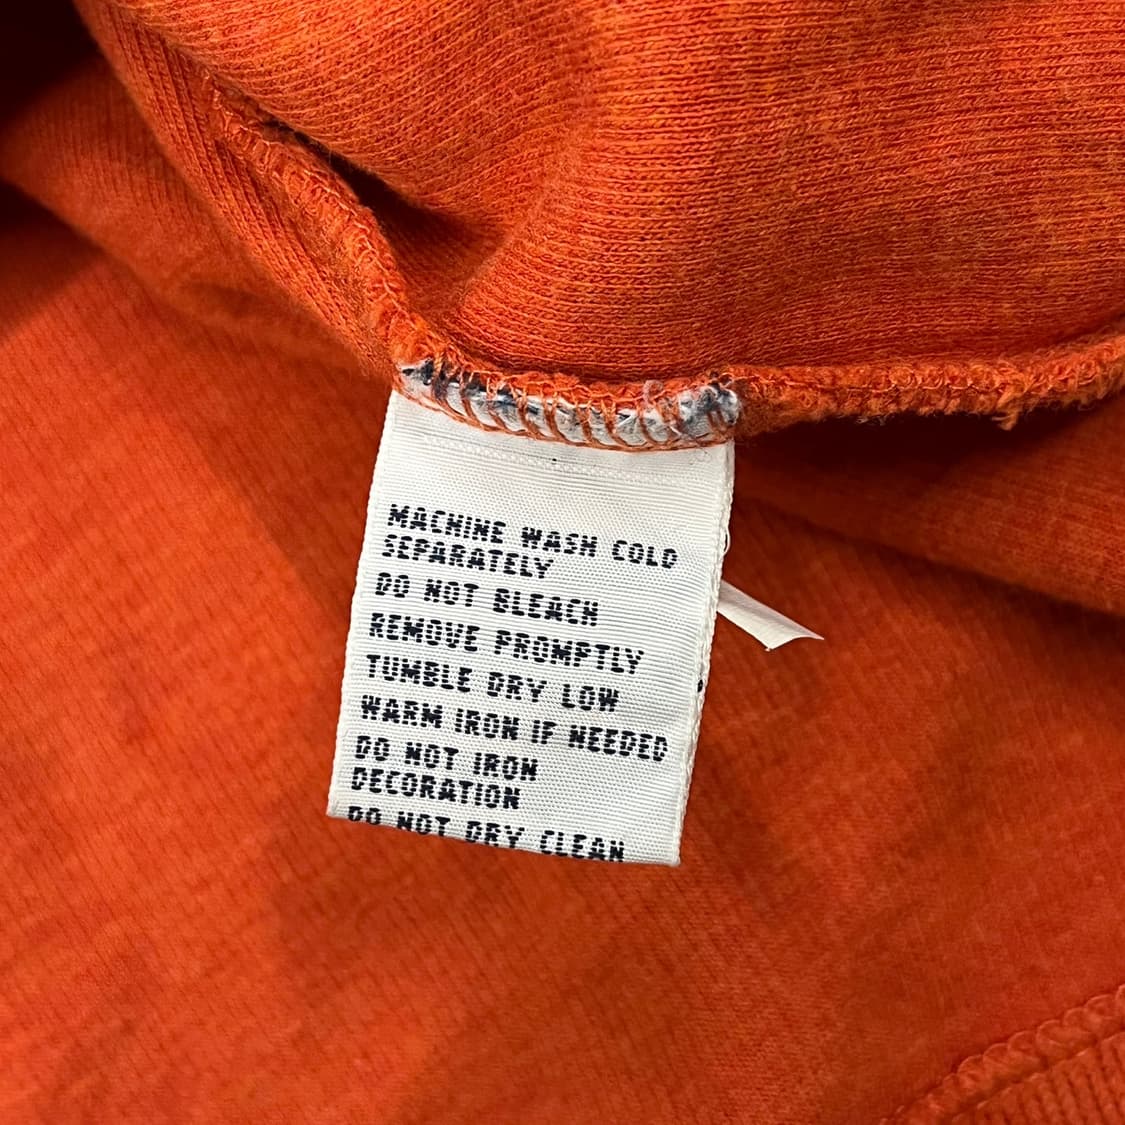 MACHINE WASH COLD
SEPARATELY
DO NOT BLEACH
REMOVE PROMPTLY
TUMBLE DRY LOW
WARM IRON IF NEEDED
DO NOT IRON
DECORATION
DO NOT DRY CLEAN